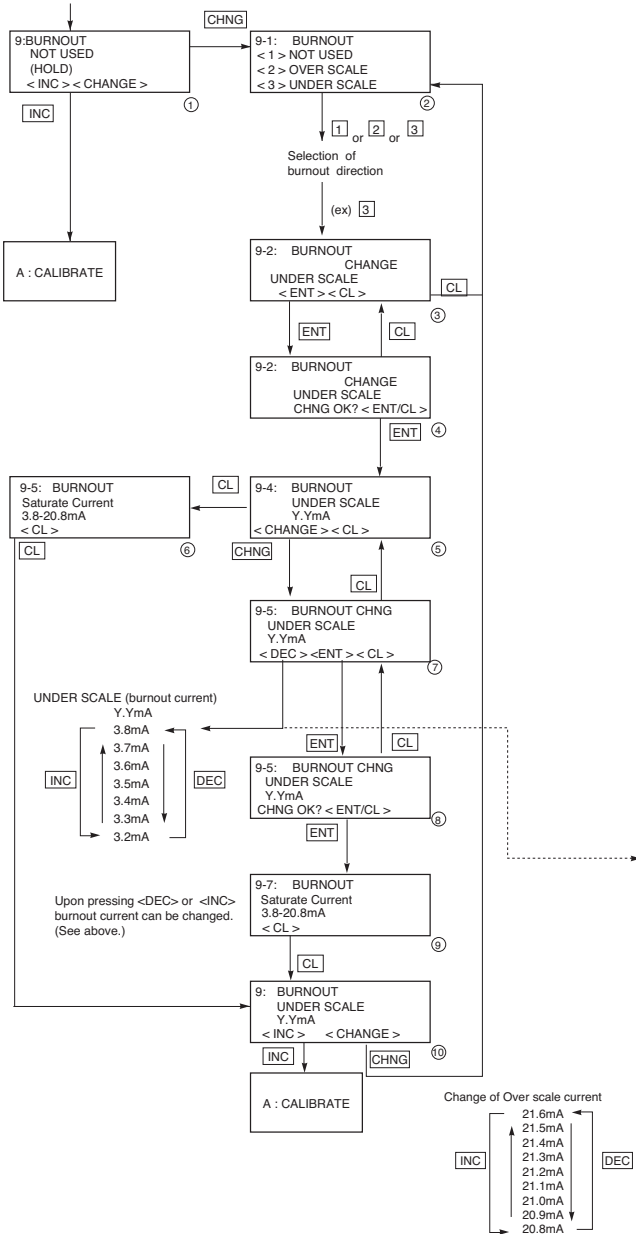 CHNG
9:BURNOUT
NOT USED
(HOLD)
< INC > < CHANGE >
①
INC
A : CALIBRATE
9-1: BURNOUT
< 1 > NOT USED
< 2 > OVER SCALE
< 3 > UNDER SCALE
②
1 or 2 or 3
Selection of
burnout direction
(ex) 3
9-2: BURNOUT
CHANGE
UNDER SCALE
< ENT > < CL >
③
CL
ENT
CL
9-2: BURNOUT
CHANGE
UNDER SCALE
CHNG OK? < ENT/CL >
④
ENT
9-4: BURNOUT
UNDER SCALE
Y.YmA
<CHANGE > < CL >
⑤
CL
9-5: BURNOUT
Saturate Current
3.8-20.8mA
< CL >
⑥
CL
CHNG
CL
9-5: BURNOUT CHNG
UNDER SCALE
Y.YmA
< DEC > <ENT > < CL >
⑦
UNDER SCALE (burnout current)
Y.YmA
3.8mA
3.7mA
3.6mA
3.5mA
3.4mA
3.3mA
3.2mA
INC
DEC
ENT
CL
9-5: BURNOUT CHNG
UNDER SCALE
Y.YmA
CHNG OK? < ENT/CL >
⑧
ENT
Upon pressing <DEC> or <INC>
burnout current can be changed.
(See above.)
9-7: BURNOUT
Saturate Current
3.8-20.8mA
< CL >
⑨
CL
9: BURNOUT
UNDER SCALE
Y.YmA
< INC > < CHANGE >
⑩
INC
CHNG
A : CALIBRATE
Change of Over scale current
21.6mA
21.5mA
21.4mA
21.3mA
21.2mA
21.1mA
21.0mA
20.9mA
20.8mA
INC
DEC